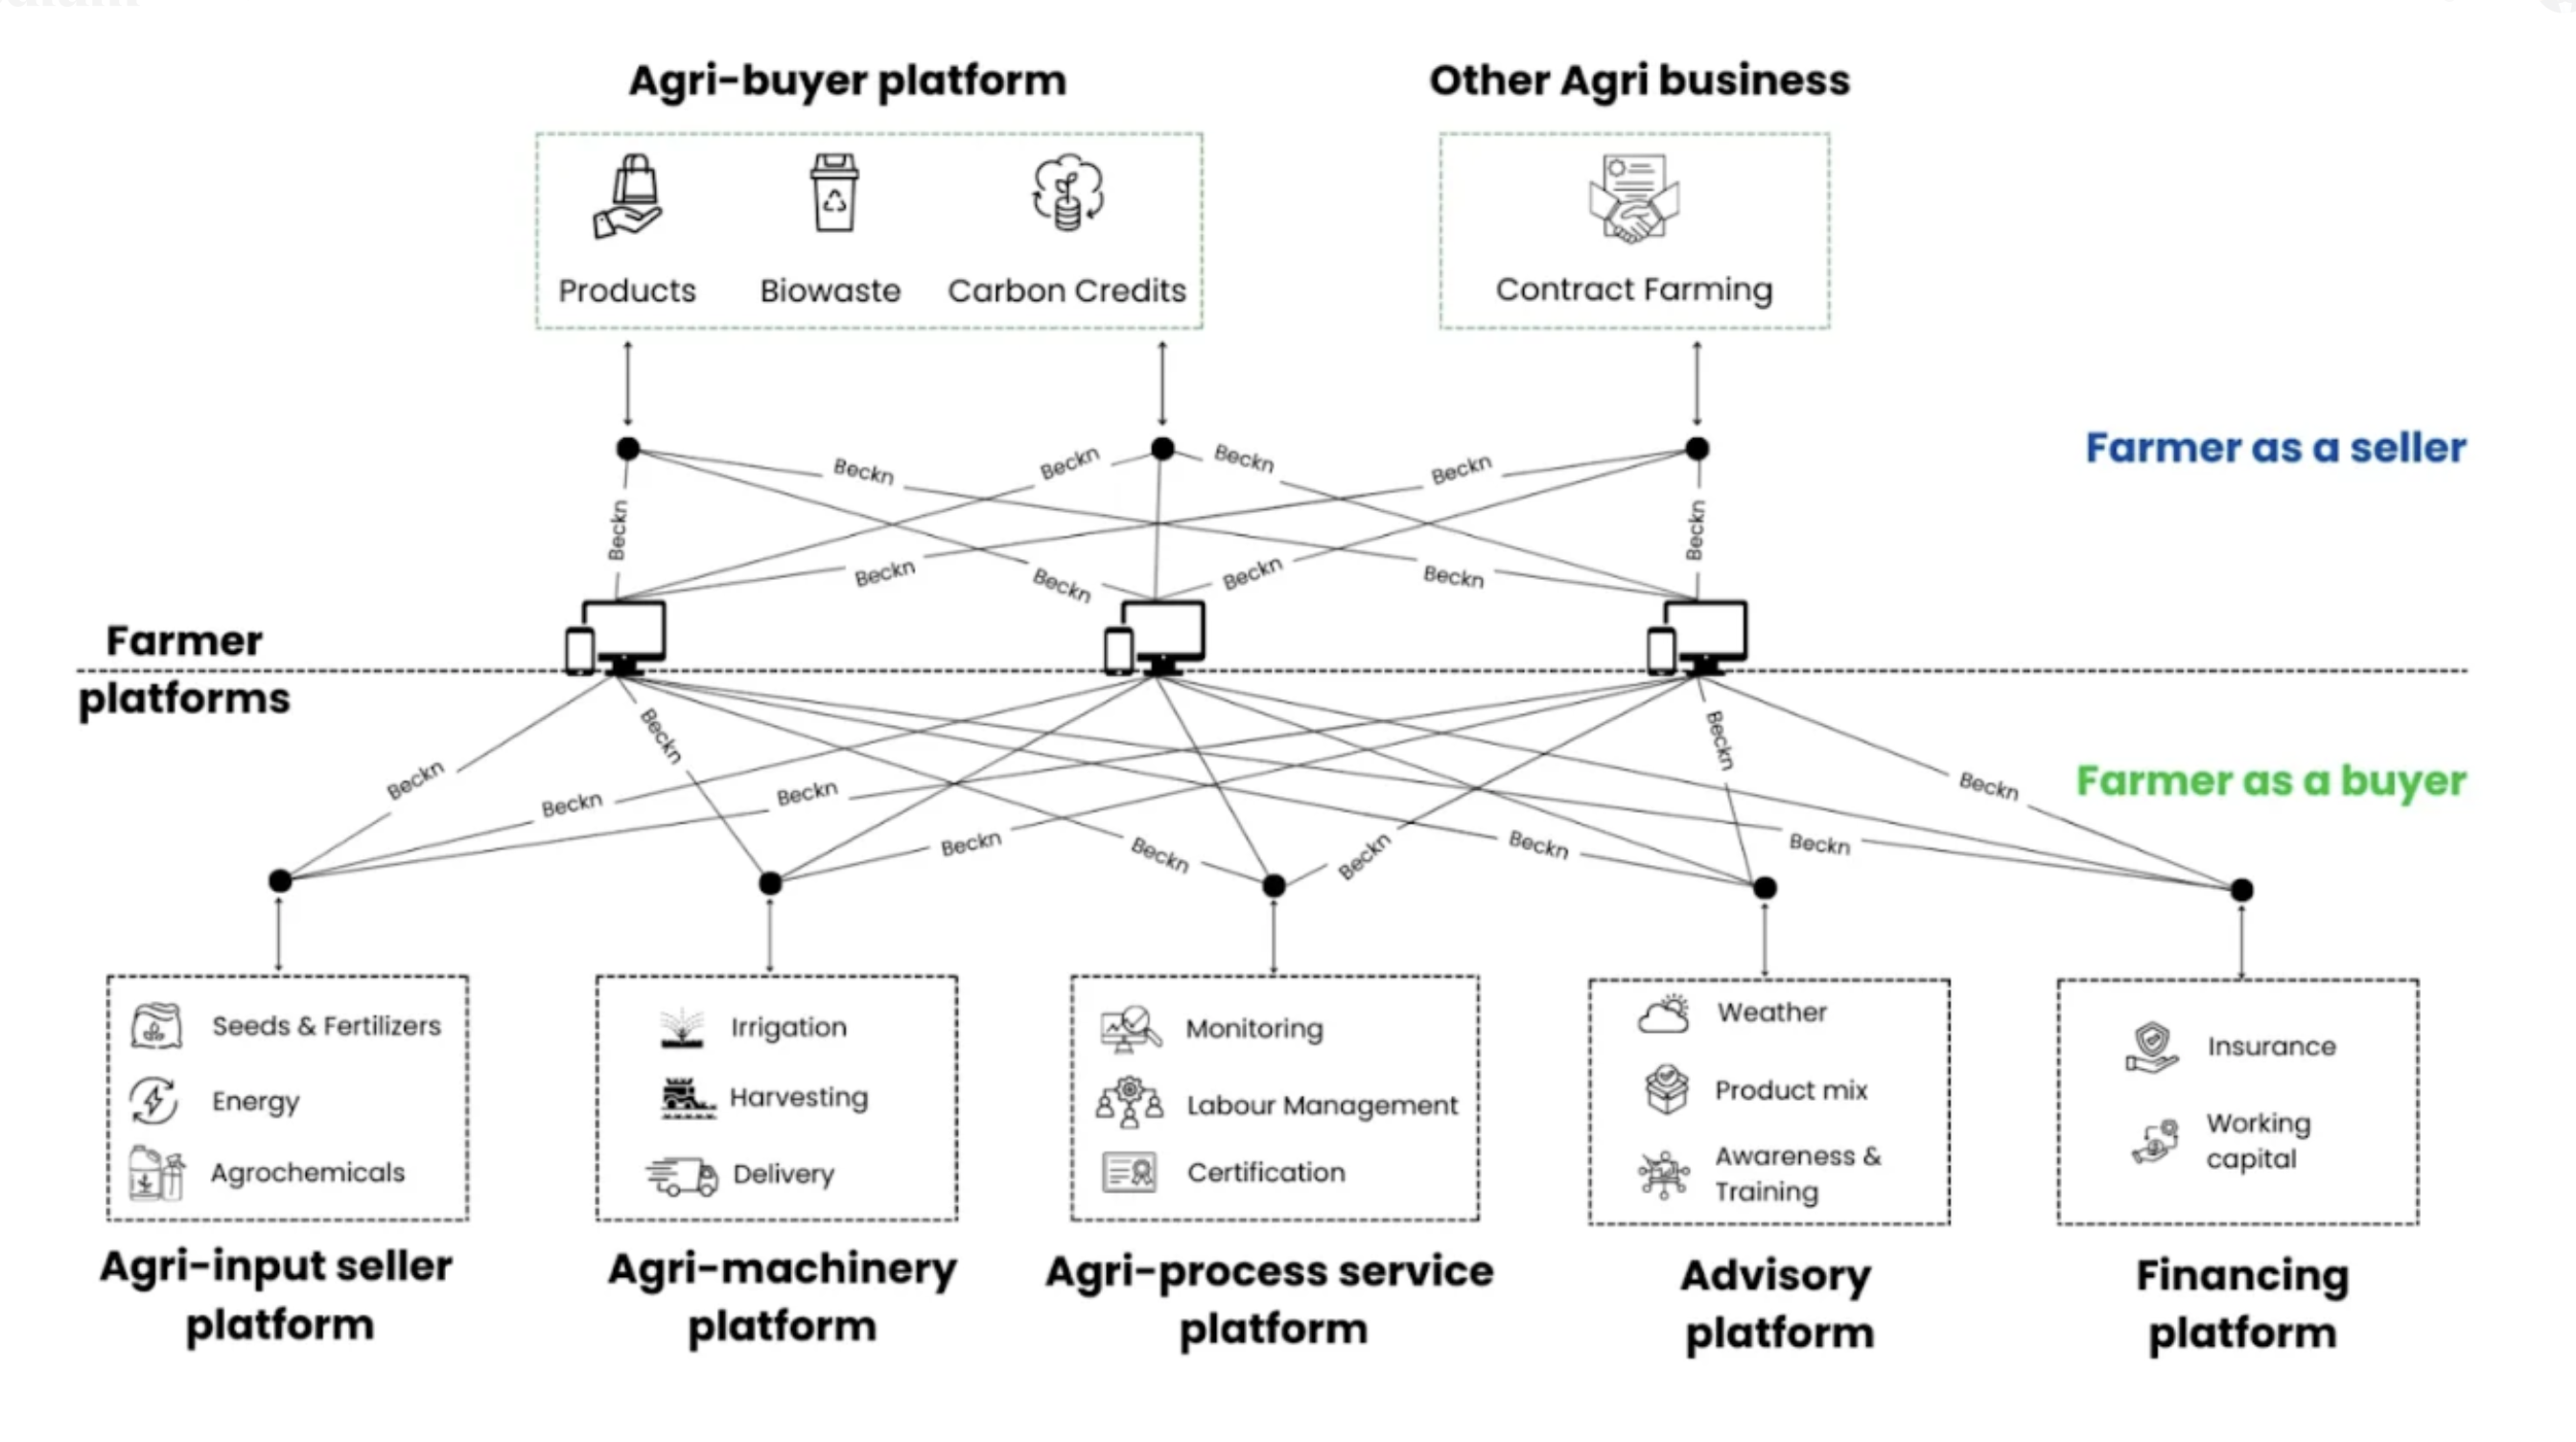 Agri-buyer platform
Other Agri business
Products
Biowaste
Carbon Credits
Contract Farming
Farmer as a seller
Beckn
Beckn
Beckn
Beckn
Beckn
Beckn
Beckn
Beckn
Beckn
Beckn
Farmer
platforms
Farmer as a buyer
Beckn
Beckn
Beckn
Beckn
Beckn
Beckn
Beckn
Beckn
Beckn
Beckn
Beckn
Seeds & Fertilizers
Energy
Agrochemicals
Agri-input seller
platform
Irrigation
Harvesting
Delivery
Agri-machinery
platform
Monitoring
Labour Management
Certification
Agri-process service
platform
Weather
Product mix
Awareness &
Training
Advisory
platform
Insurance
Working
capital
Financing
platform